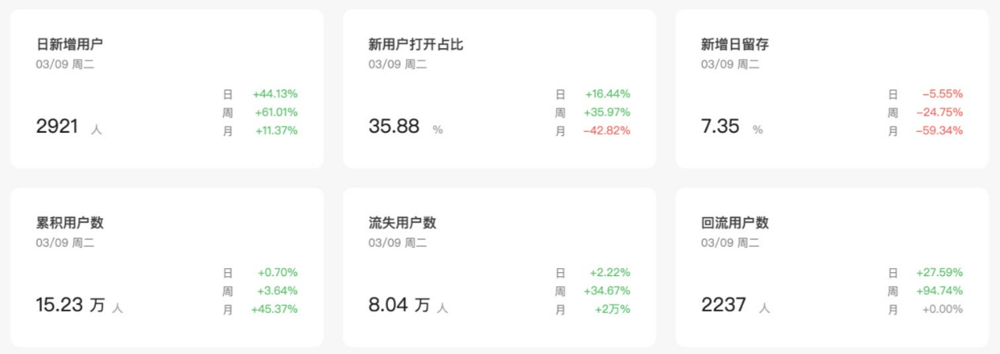 日新增用户
03/09 周二
2921 人
日 +44.13%
周 +61.01%
月 +11.37%
新用户打开占比
03/09 周二
35.88 %
日 +16.44%
周 +35.97%
月 −42.82%
新增日留存
03/09 周二
7.35 %
日 −5.55%
周 −24.75%
月 −59.34%
累积用户数
03/09 周二
15.23 万 人
日 +0.70%
周 +3.64%
月 +45.37%
流失用户数
03/09 周二
8.04 万 人
日 +2.22%
周 +34.67%
月 +2万%
回流用户数
03/09 周二
2237 人
日 +27.59%
周 +94.74%
月 +0.00%